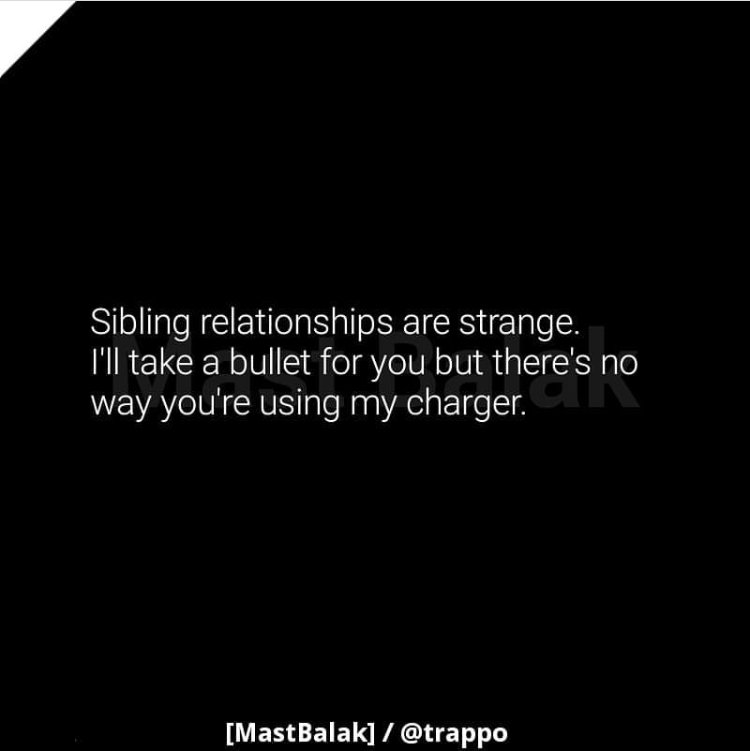 Sibling relationships are strange.
I'll take a bullet for you but there's no
way you're using my charger.
Mast Balak
[MastBalak] / @trappo